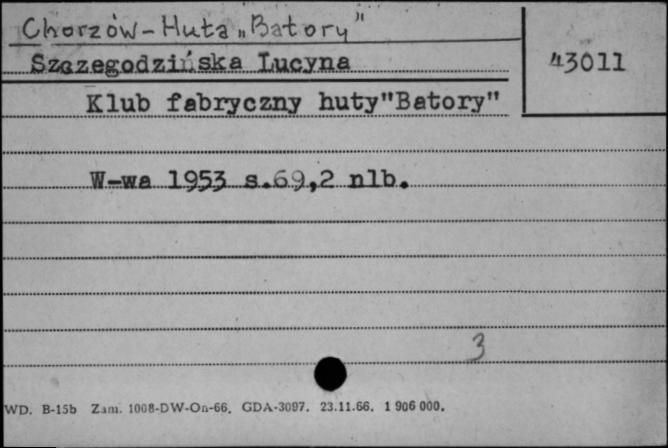 Chorzów - Huta „Batory”
43011
Szczegodzińska Lucyna
Klub fabryczny huty"Batory"
W-wa 1953 s.69,2 nlb.
3
WD. B-15b Zam. 1008-DW-On-66. GDA-3097. 23.11.66. 1 906 000.